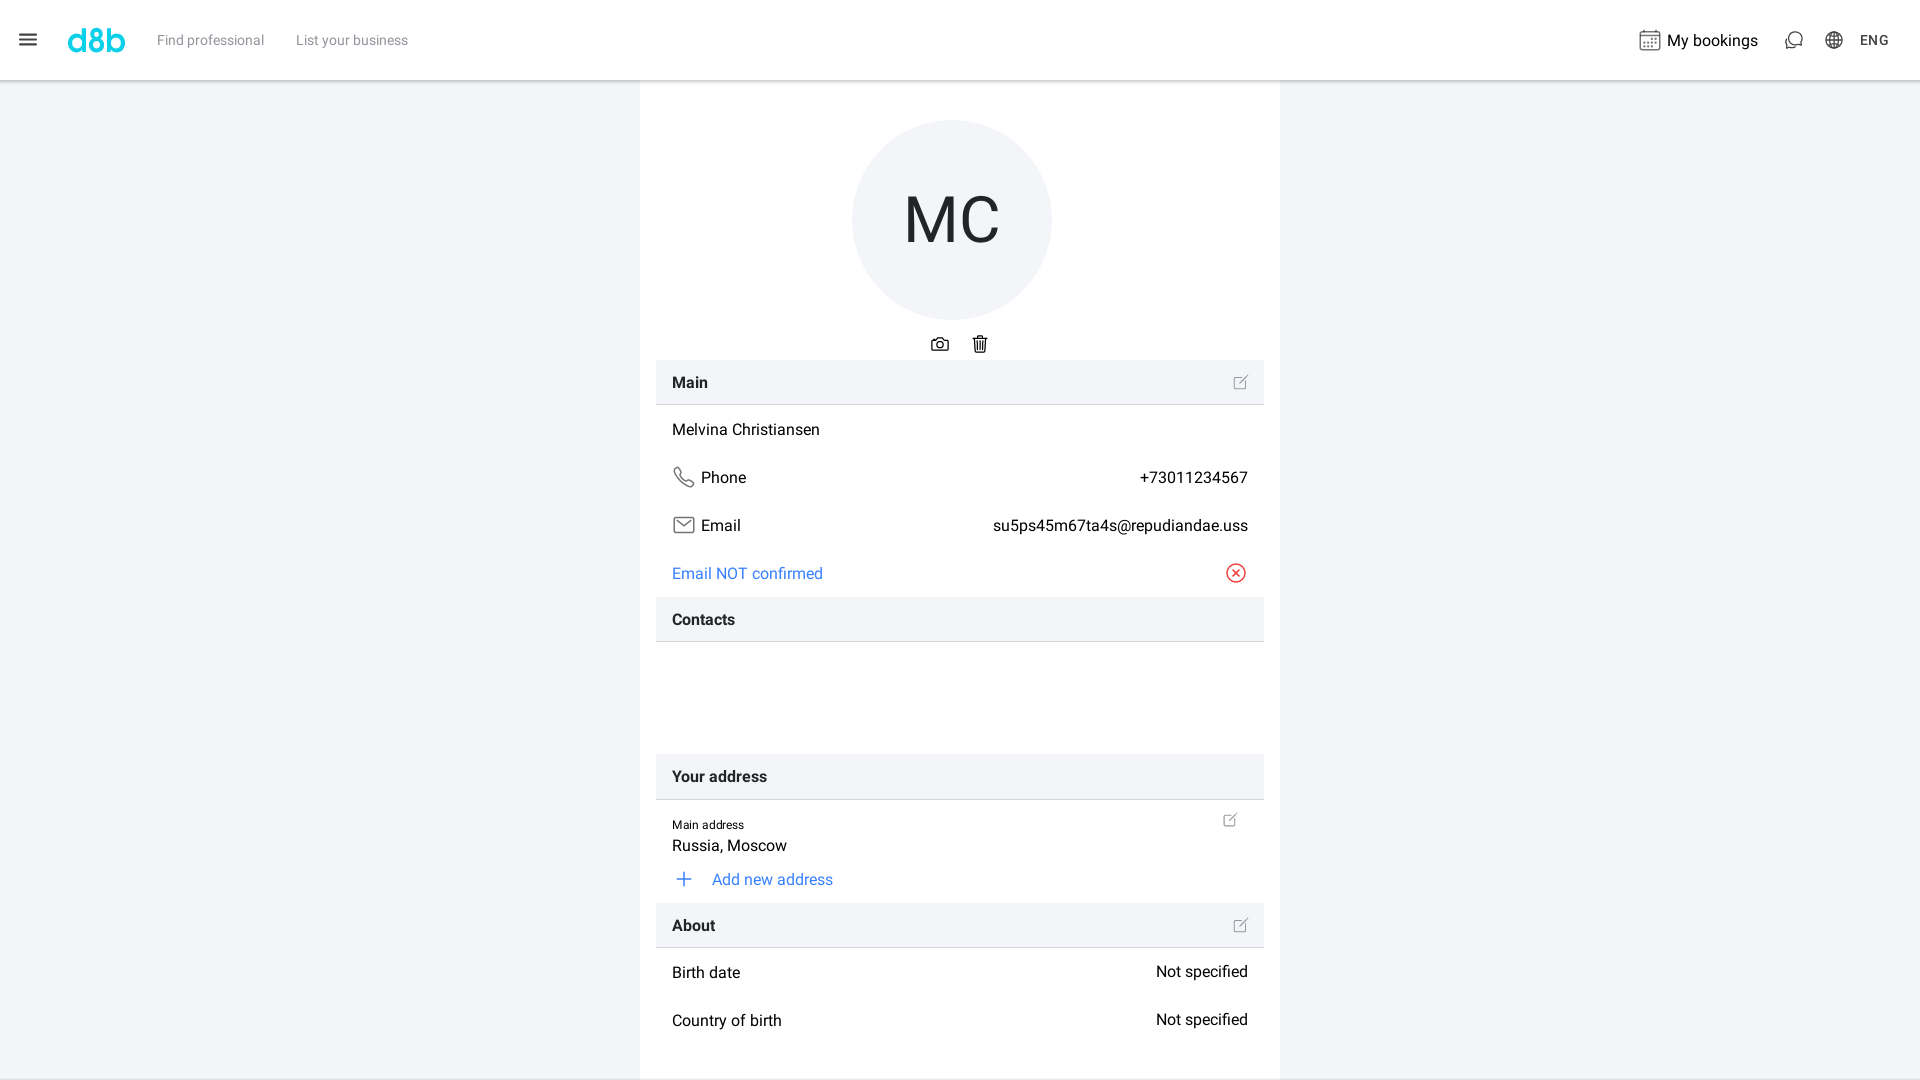 d8b
Find professional
List your business
My bookings
ENG
MC
Main
Melvina Christiansen
Phone +73011234567
Email su5ps45m67ta4s@repudiandae.uss
Email NOT confirmed
Contacts
Your address
Main address
Russia, Moscow
Add new address
About
Birth date Not specified
Country of birth Not specified